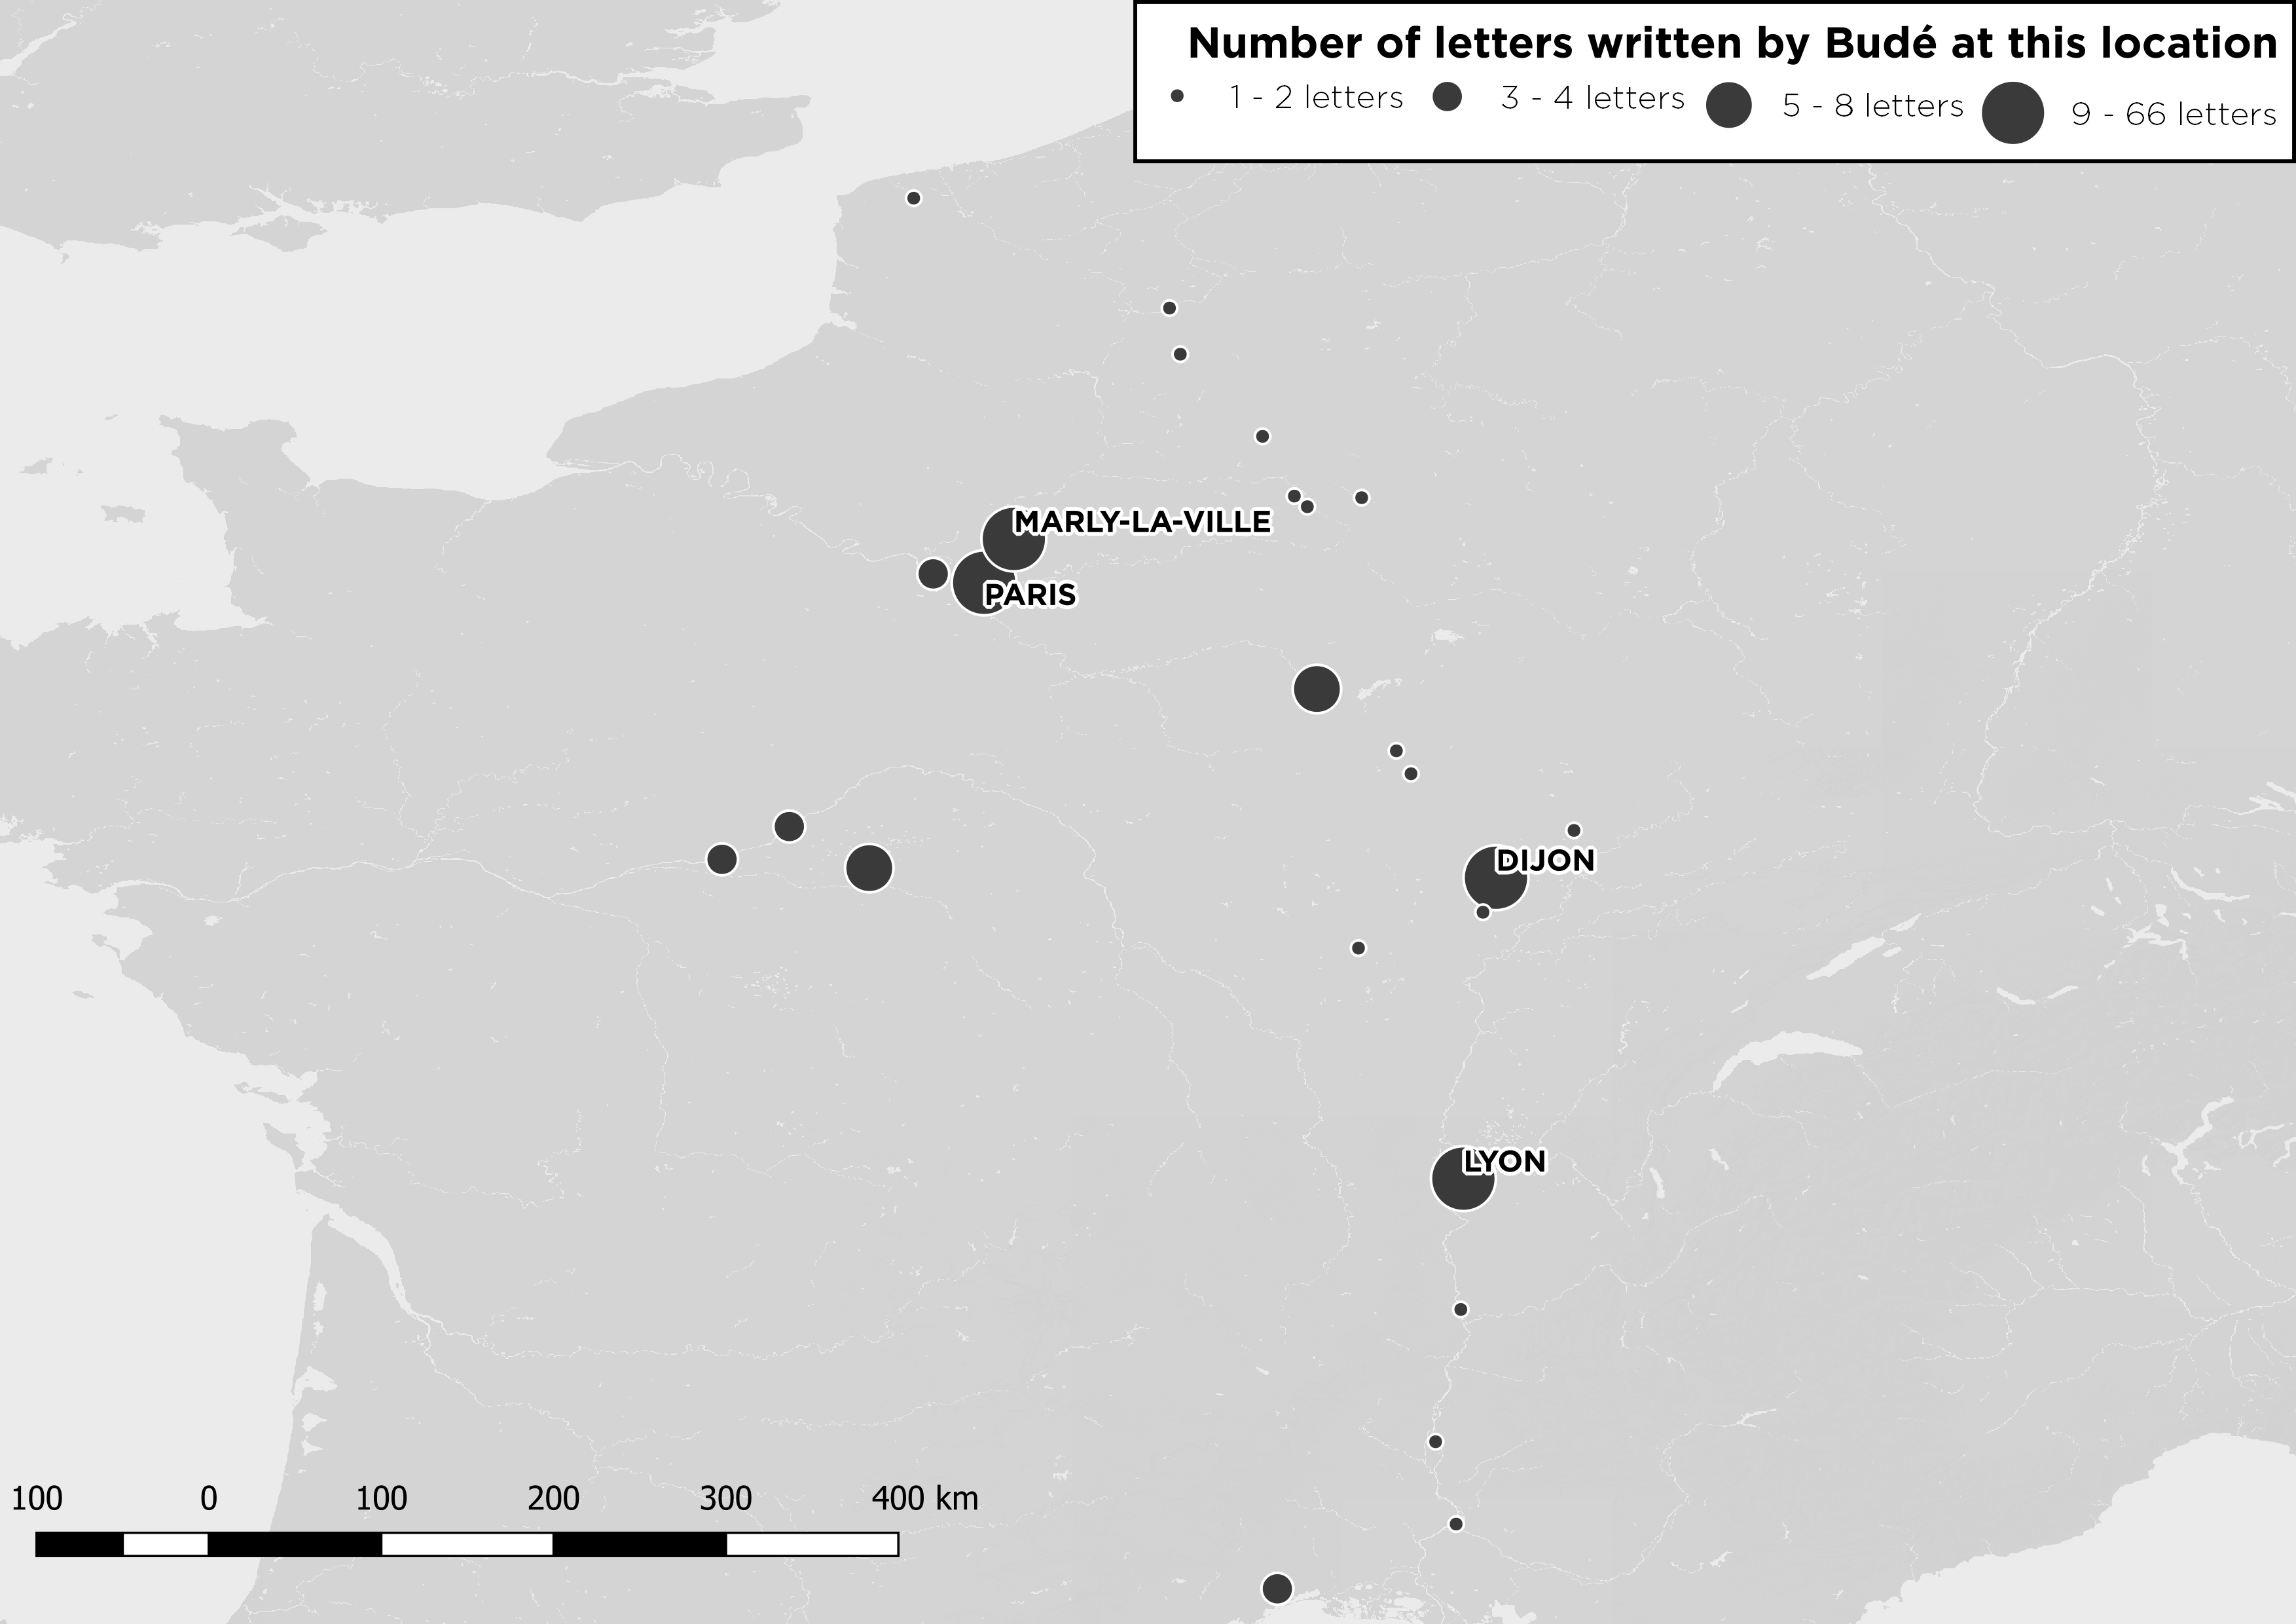 Number of letters written by Budé at this location
1 - 2 letters 3 - 4 letters 5 - 8 letters 9 - 66 letters
MARLY-LA-VILLE
PARIS
DIJON
LYON
100 0 100 200 300 400 km